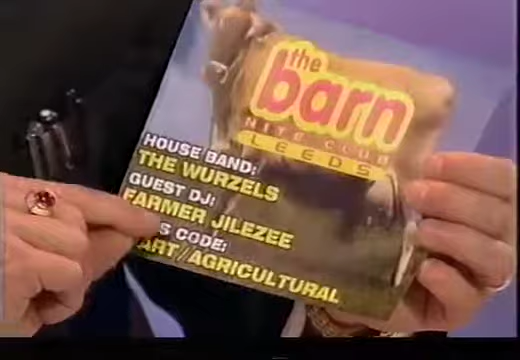 the
barn
NITE CLUB
LEEDS
HOUSE BAND:
THE WURZELS
GUEST DJ:
FARMER JILEZEE
CODE:
ART/AGRICULTURAL